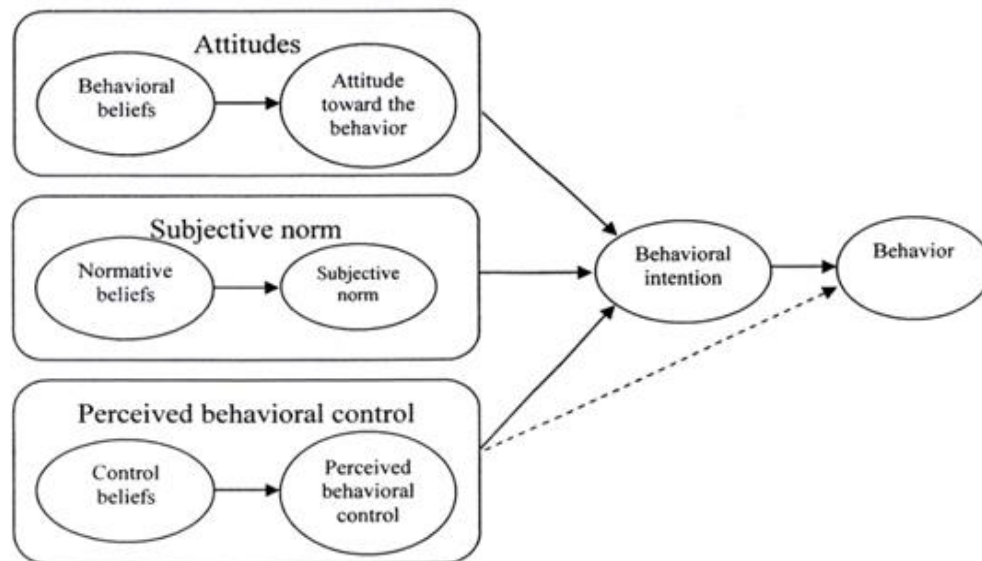 Attitudes
Behavioral
beliefs
Attitude
toward the
behavior
Subjective norm
Normative
beliefs
Subjective
norm
Perceived behavioral control
Control
beliefs
Perceived
behavioral
control
Behavioral
intention
Behavior